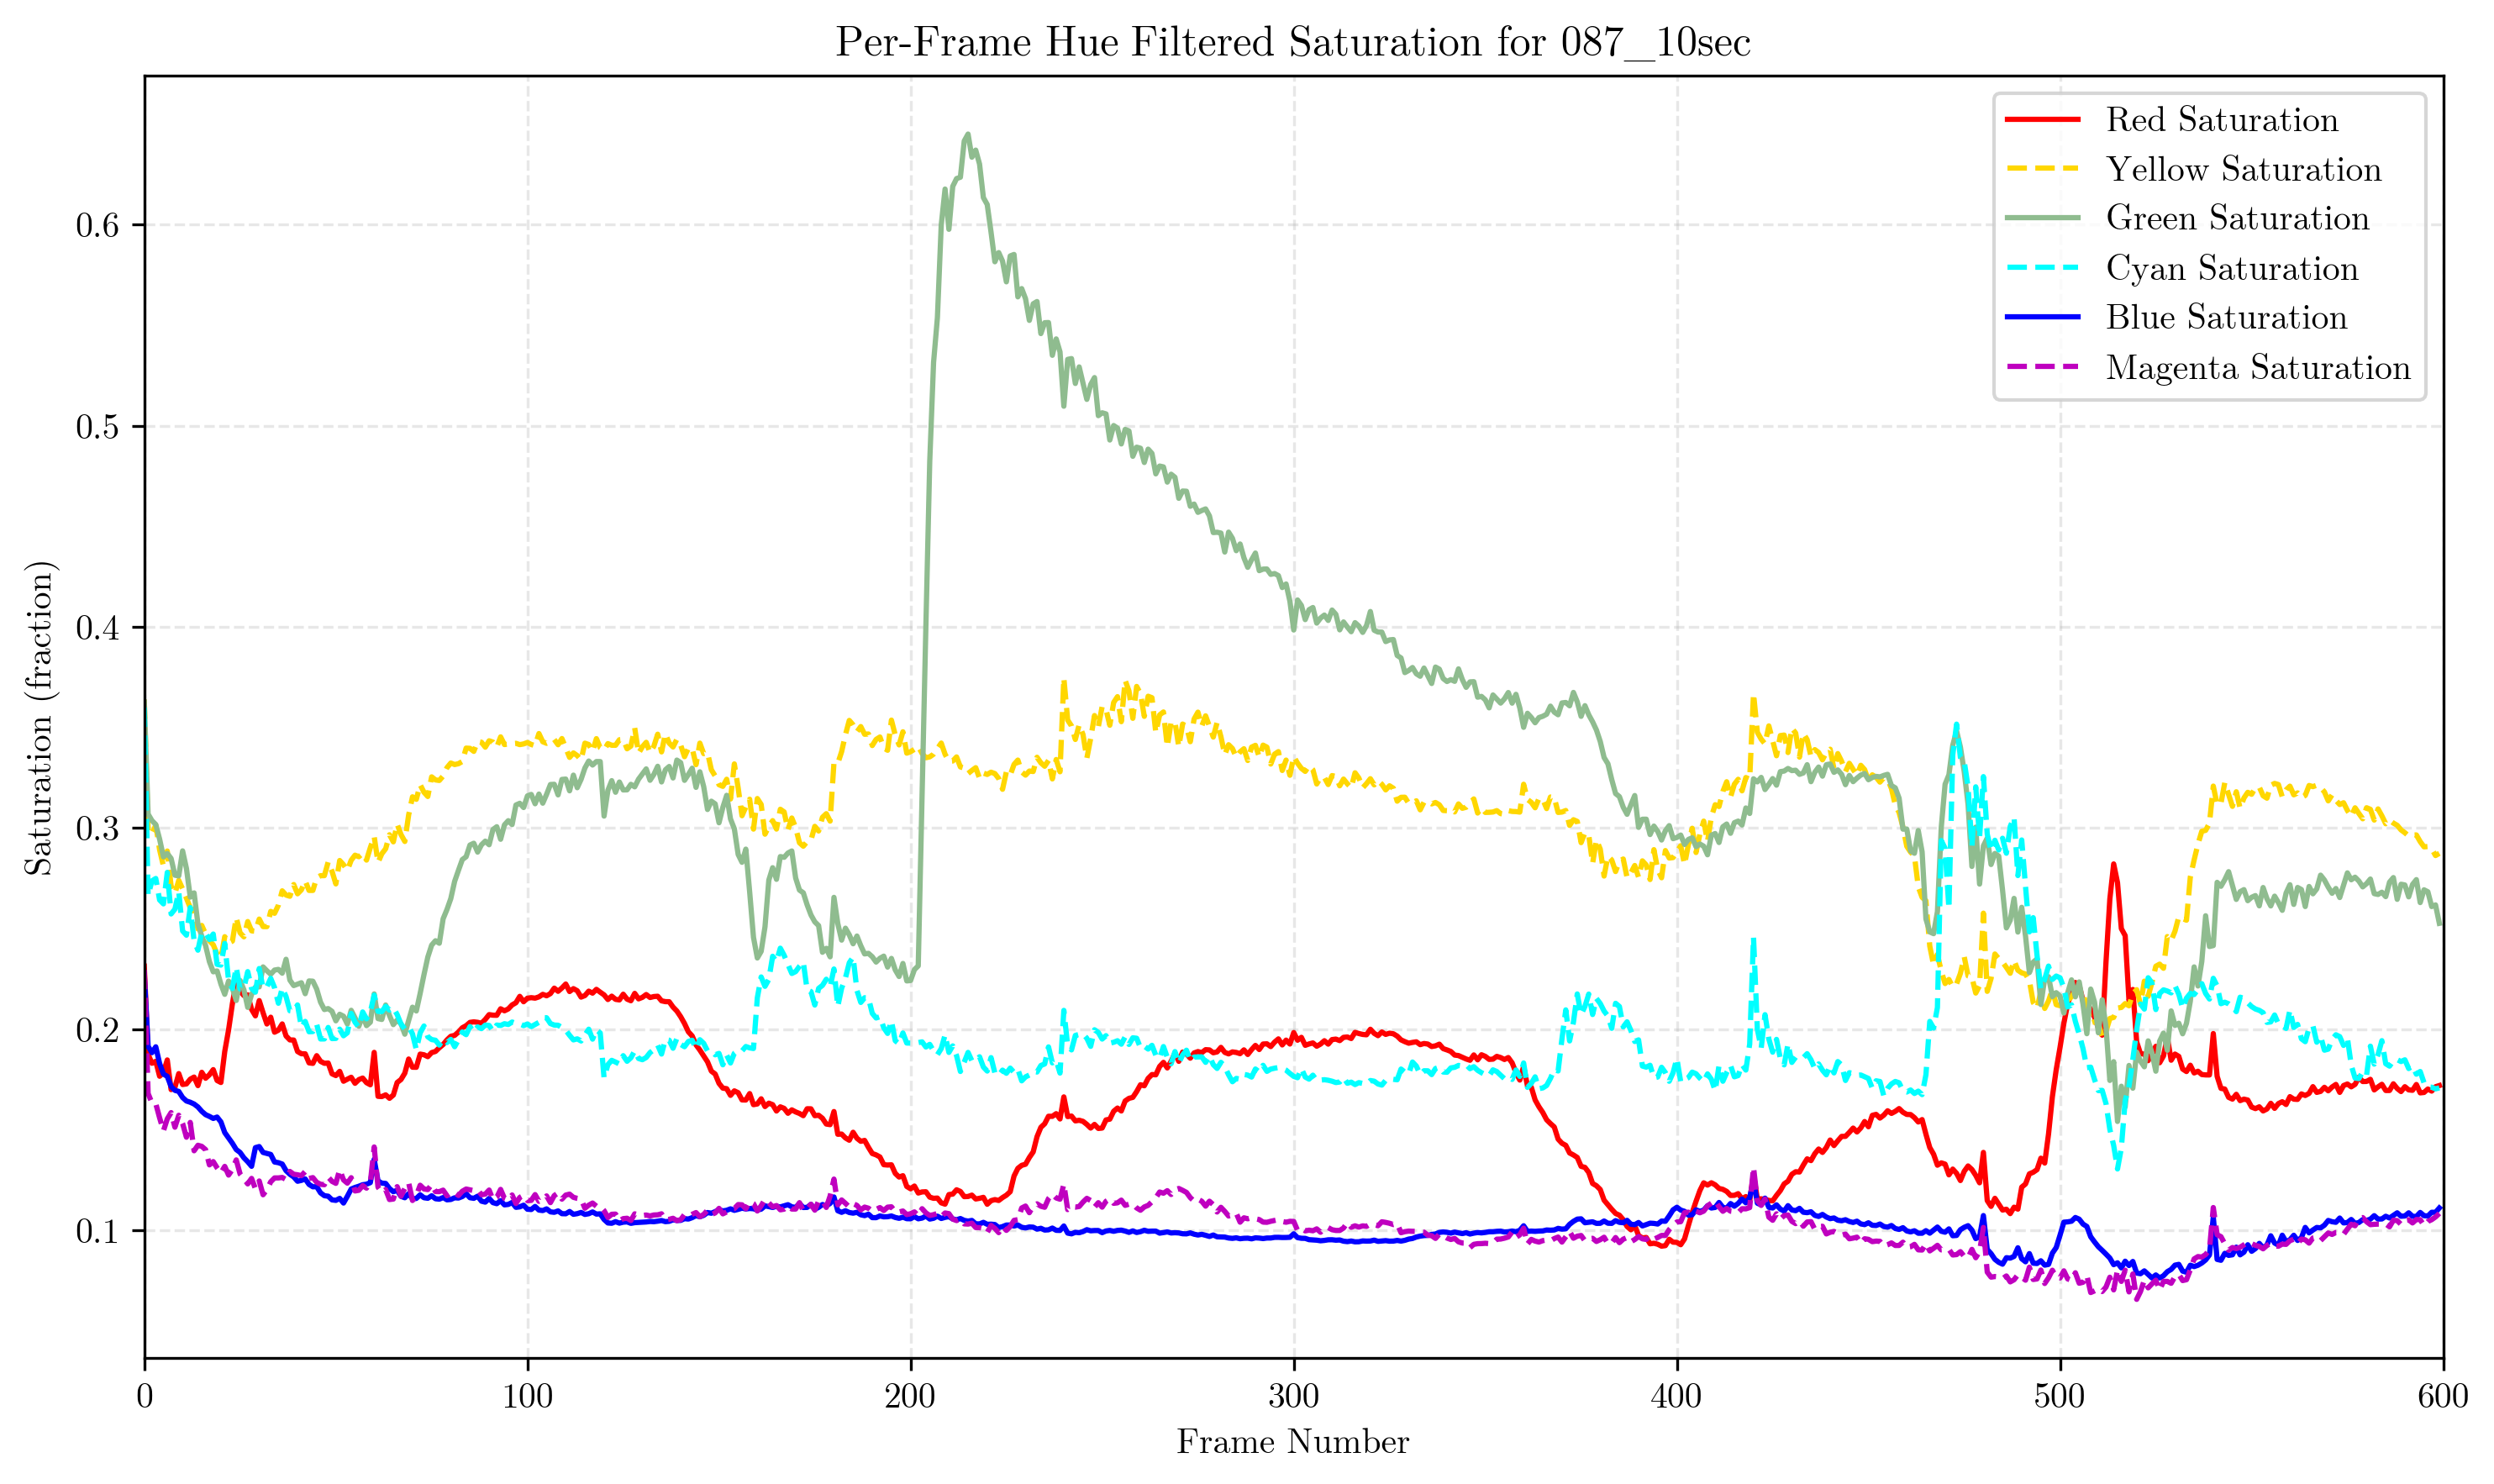 Per-Frame Hue Filtered Saturation for 087_10sec
Red Saturation
Yellow Saturation
Green Saturation
Cyan Saturation
Blue Saturation
Magenta Saturation
Saturation (fraction)
0.6
0.5
0.4
0.3
0.2
0.1
0 100 200 300 400 500 600
Frame Number